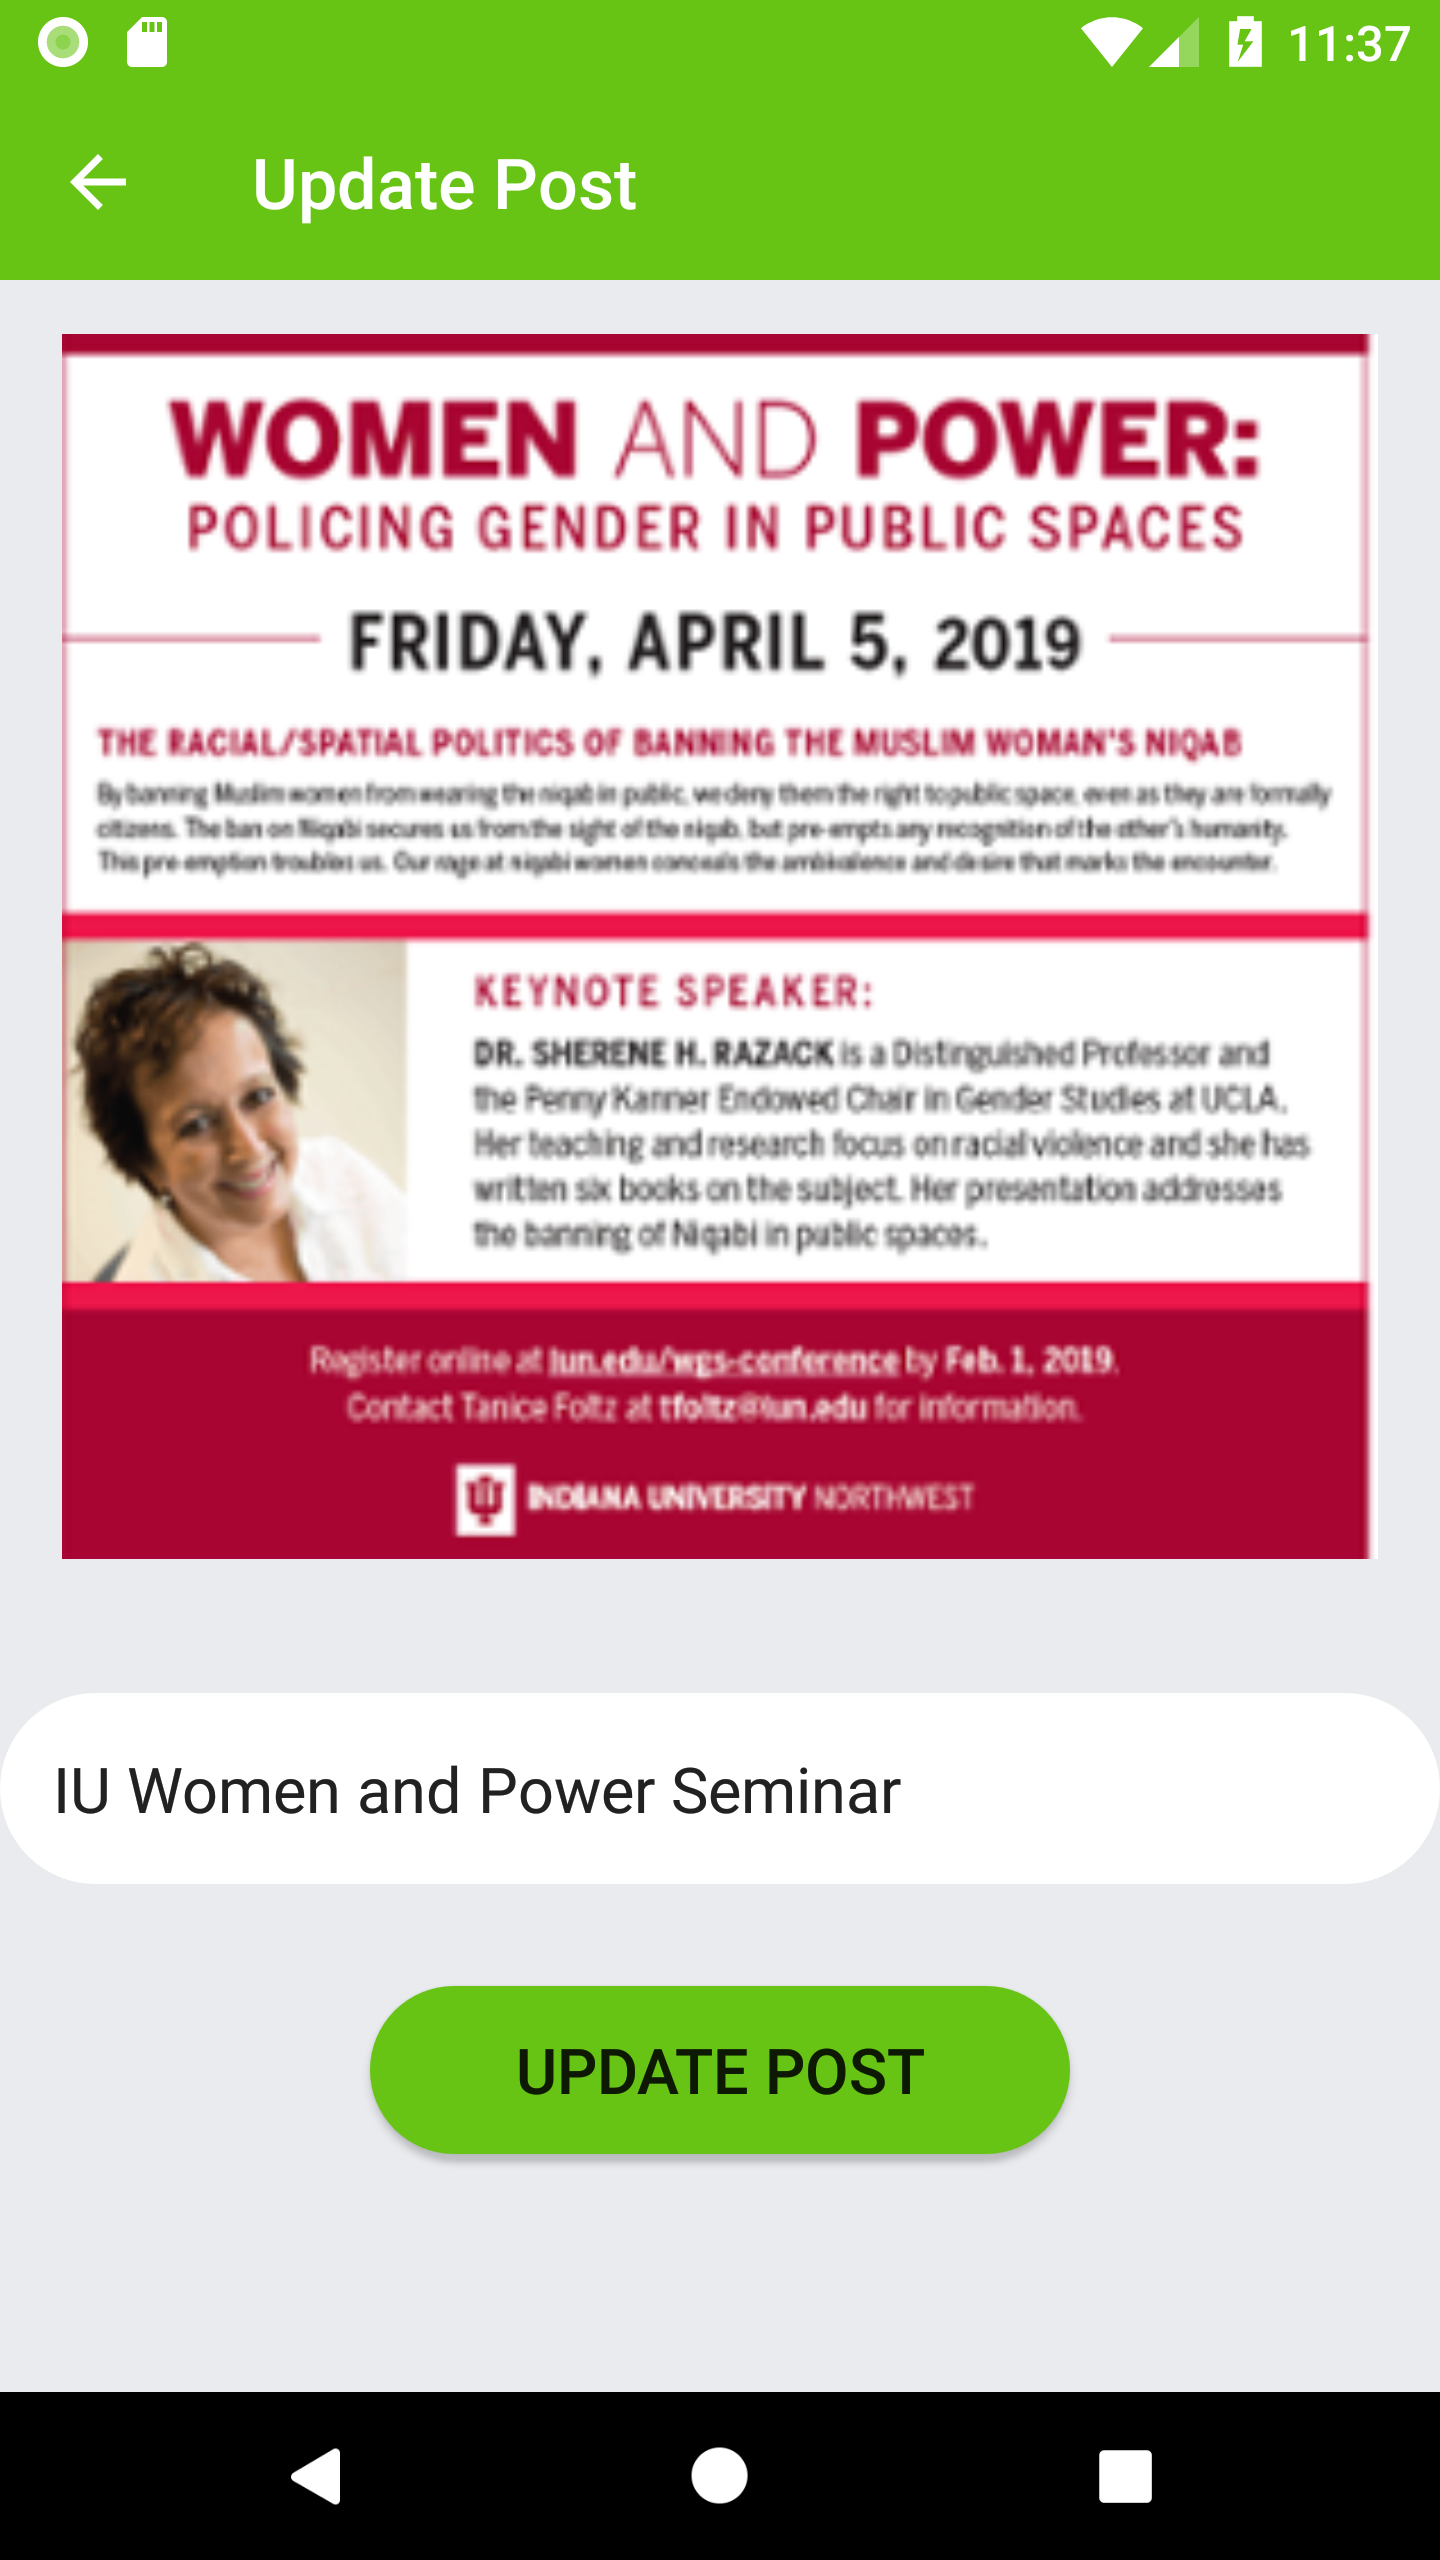 11:37
Update Post
WOMEN AND POWER:
POLICING GENDER IN PUBLIC SPACES
FRIDAY, APRIL 5, 2019
THE RACIAL/SPATIAL POLITICS OF BANNING THE MUSLIM WOMAN'S NIQAB
By banning Muslim women from wearing the niqab in public, we deny them the right to public space, even as they are formally
citizens. The ban on Niqabi secures us from the sight of the niqab, but pre-empts any recognition of the other's humanity.
This pre-emption troubles us. Our rage at niqabi women conceals the ambivalence and desire that marks the encounter.
KEYNOTE SPEAKER:
DR. SHERENE H. RAZACK is a Distinguished Professor and
the Penny Kanner Endowed Chair in Gender Studies at UCLA.
Her teaching and research focus on racial violence and she has
written six books on the subject. Her presentation addresses
the banning of Niqabi in public spaces.
Register online at iun.edu/wgs-conference by Feb. 1, 2019.
Contact Tanice Foltz at tfoltz@iun.edu for information.
INDIANA UNIVERSITY NORTHWEST
IU Women and Power Seminar
UPDATE POST